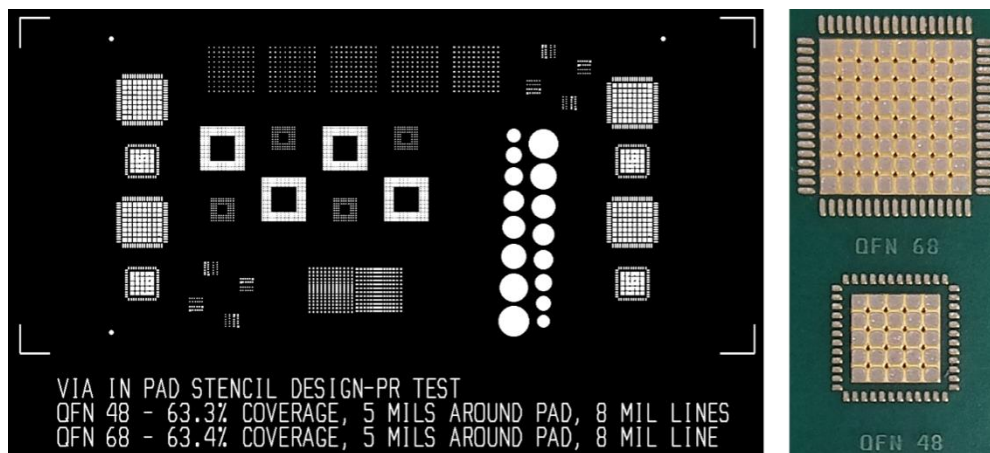 VIA IN PAD STENCIL DESIGN-PR TEST
QFN 48 - 63.3% COVERAGE, 5 MILS AROUND PAD, 8 MIL LINES
QFN 68 - 63.4% COVERAGE, 5 MILS AROUND PAD, 8 MIL LINE
QFN 68
QFN 48